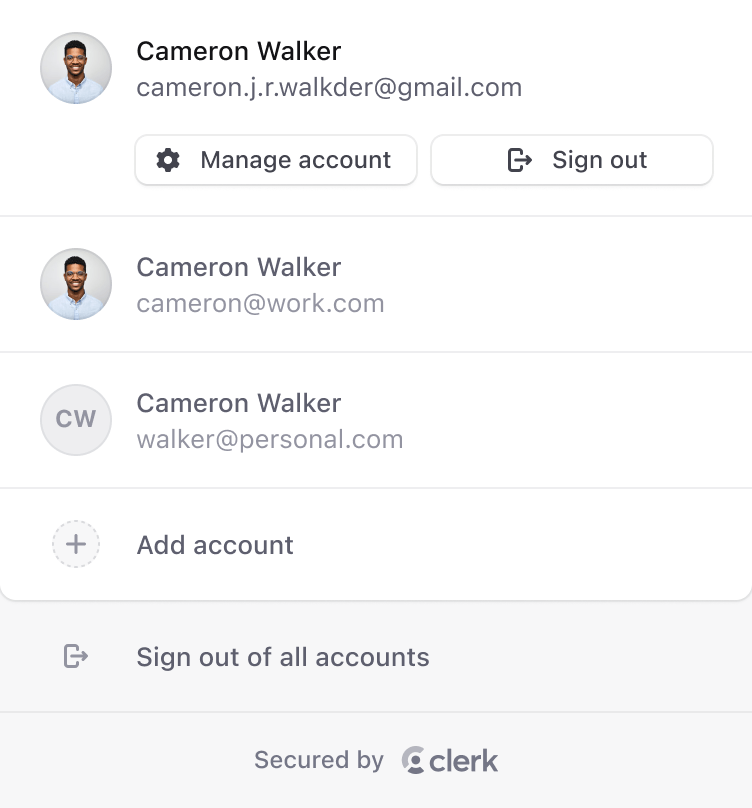 Cameron Walker
cameron.j.r.walkder@gmail.com
Manage account
Sign out
Cameron Walker
cameron@work.com
CW
Cameron Walker
walker@personal.com
Add account
Sign out of all accounts
Secured by clerk